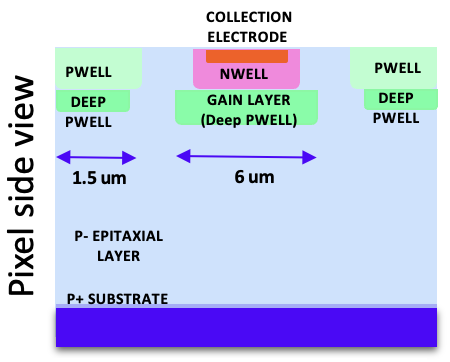 COLLECTION
ELECTRODE
PWELL
NWELL
PWELL
DEEP
PWELL
GAIN LAYER
(Deep PWELL)
DEEP
PWELL
1.5 um
6 um
P- EPITAXIAL
LAYER
P+ SUBSTRATE
Pixel side view